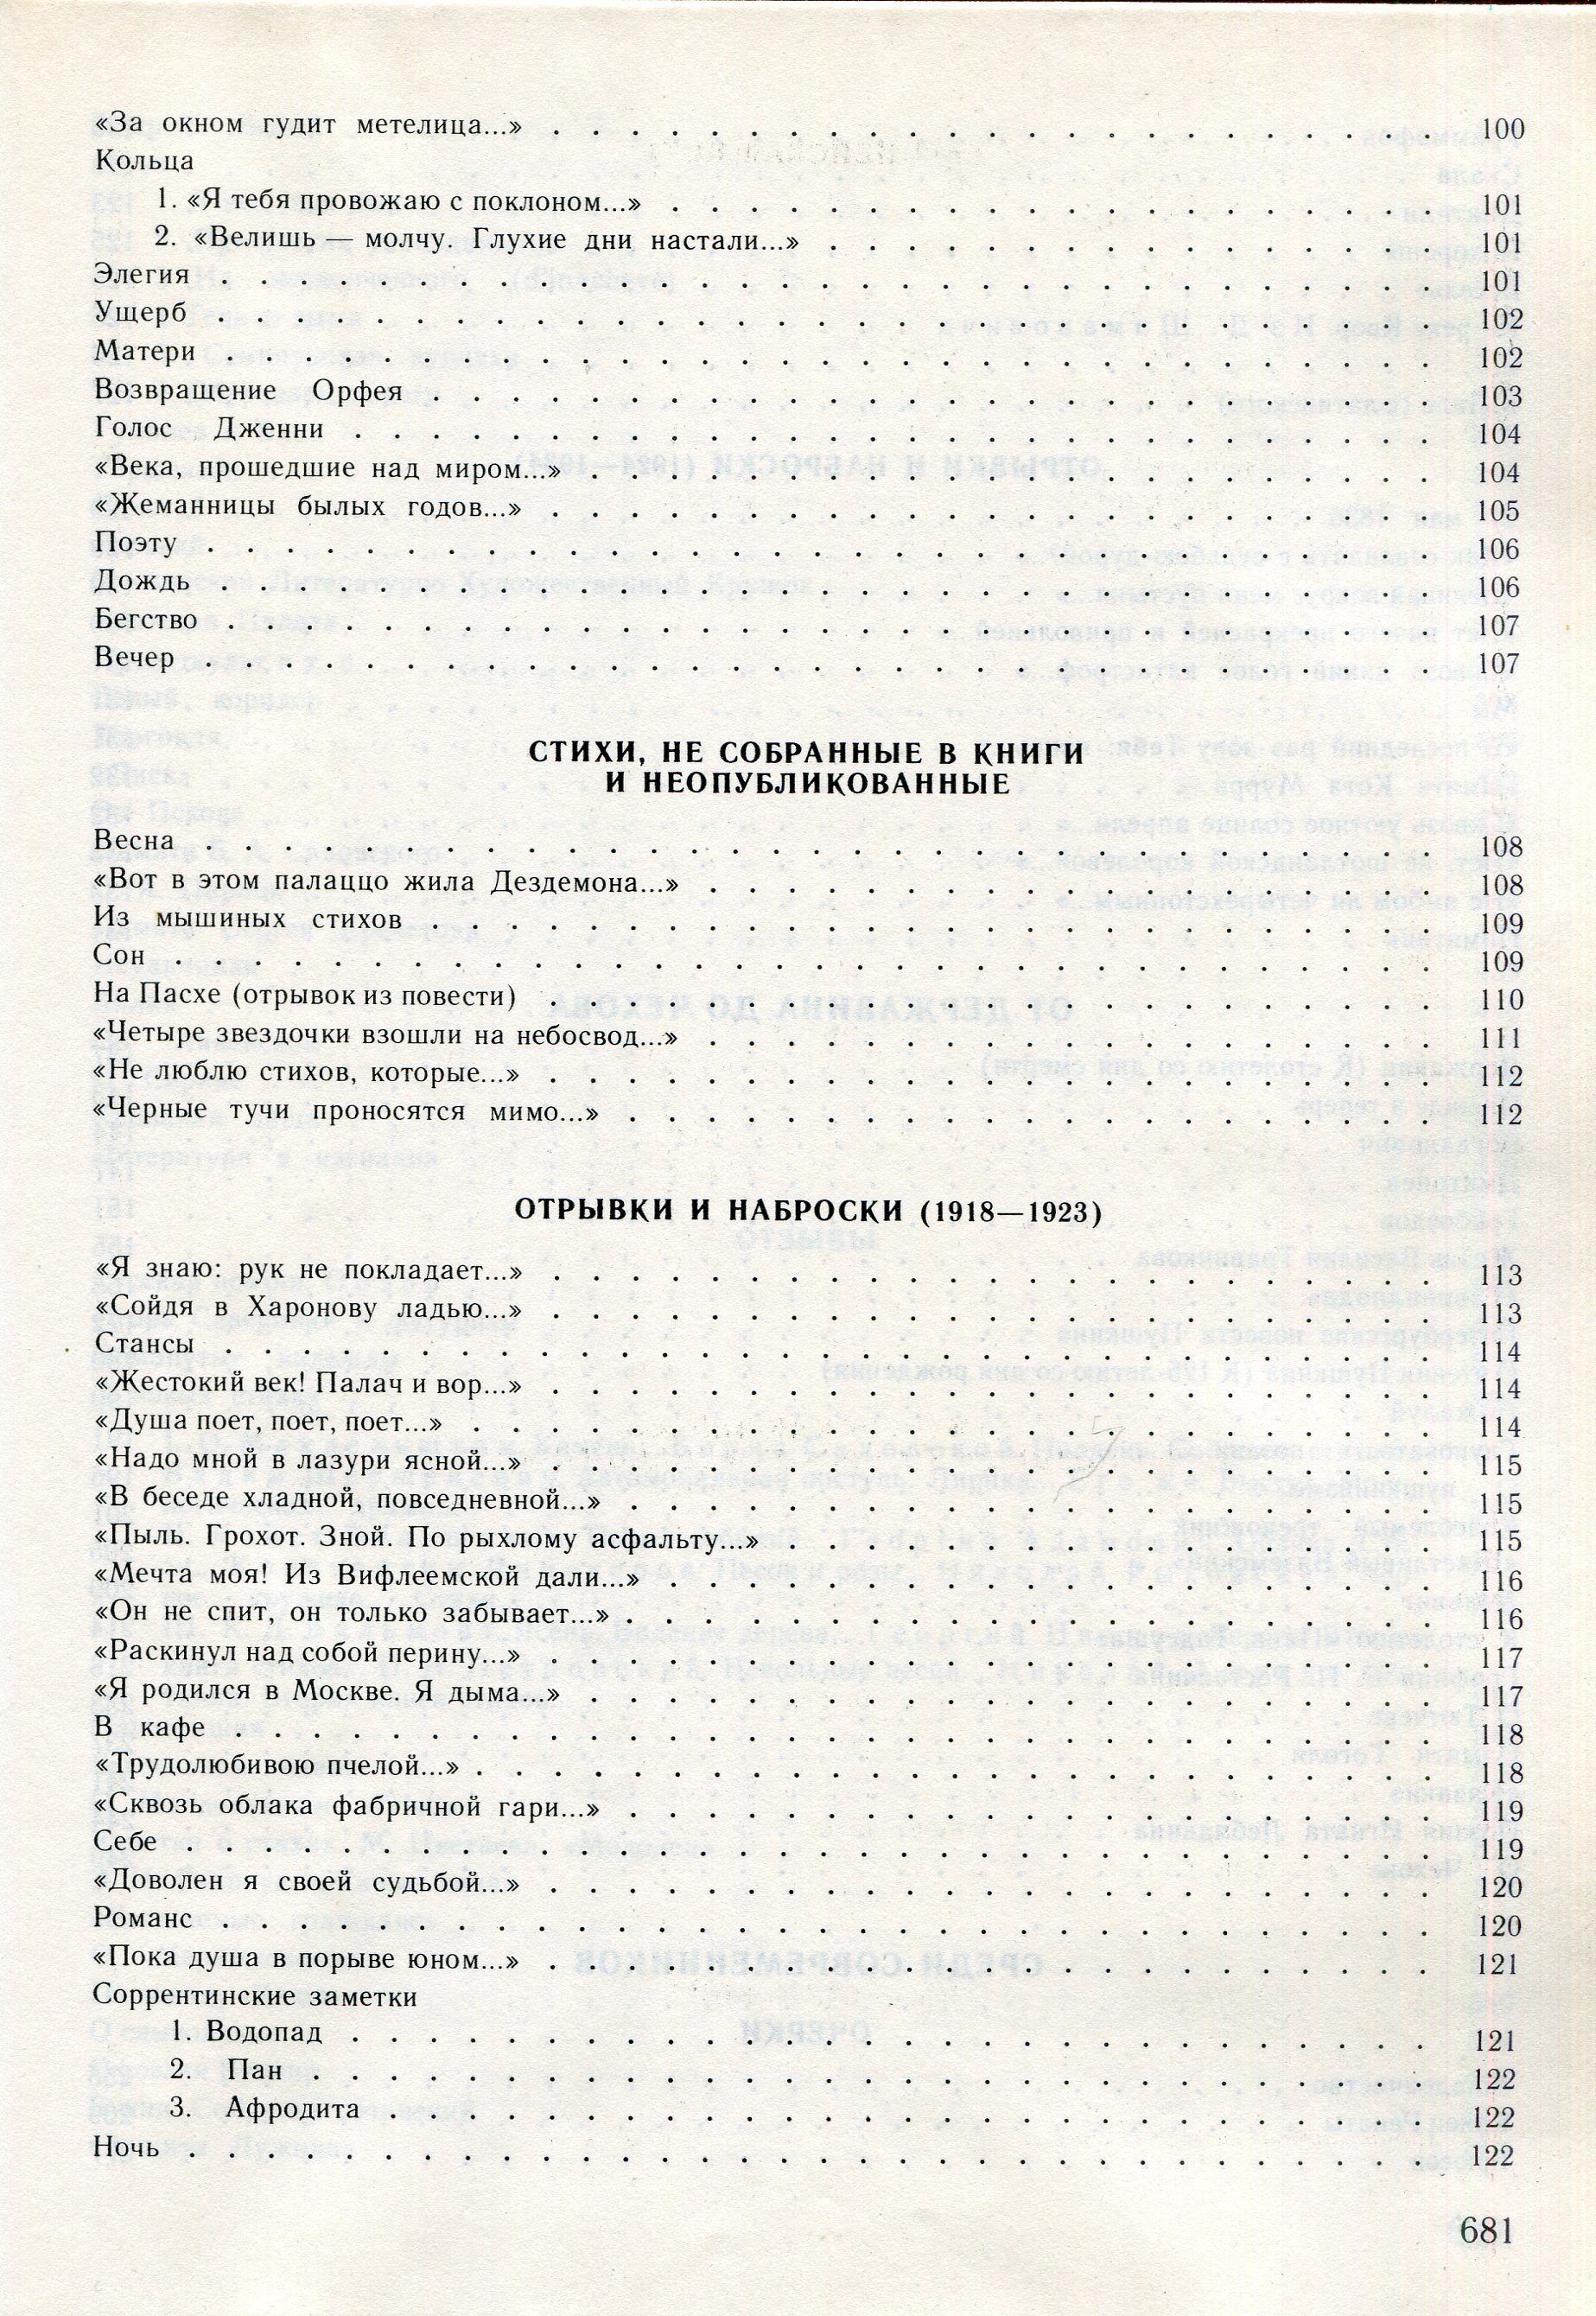 «За окном гудит метелица...» . . . . . . . . . . . . . . . . . . . . . . . 100
Кольца
1. «Я тебя провожаю с поклоном...» . . . . . . . . . . . . . . . . . . . . 101
2. «Велишь — молчу. Глухие дни настали...» . . . . . . . . . . . . . . . . 101
Элегия . . . . . . . . . . . . . . . . . . . . . . . . . . . . . . . 101
Ущерб . . . . . . . . . . . . . . . . . . . . . . . . . . . . . . . 102
Матери . . . . . . . . . . . . . . . . . . . . . . . . . . . . . . . 102
Возвращение Орфея . . . . . . . . . . . . . . . . . . . . . . . . . . 103
Голос Дженни . . . . . . . . . . . . . . . . . . . . . . . . . . . . 104
«Века, прошедшие над миром...» . . . . . . . . . . . . . . . . . . . . . . 104
«Жеманницы былых годов...» . . . . . . . . . . . . . . . . . . . . . . . 105
Поэту . . . . . . . . . . . . . . . . . . . . . . . . . . . . . . . 106
Дождь . . . . . . . . . . . . . . . . . . . . . . . . . . . . . . . 106
Бегство . . . . . . . . . . . . . . . . . . . . . . . . . . . . . . . 107
Вечер . . . . . . . . . . . . . . . . . . . . . . . . . . . . . . . 107
СТИХИ, НЕ СОБРАННЫЕ В КНИГИ
И НЕОПУБЛИКОВАННЫЕ
Весна . . . . . . . . . . . . . . . . . . . . . . . . . . . . . . . 108
«Вот в этом палаццо жила Дездемона...» . . . . . . . . . . . . . . . . . . . 108
Из мышиных стихов . . . . . . . . . . . . . . . . . . . . . . . . . . 109
Сон . . . . . . . . . . . . . . . . . . . . . . . . . . . . . . . . 109
На Пасхе (отрывок из повести) . . . . . . . . . . . . . . . . . . . . . . . 110
«Четыре звездочки взошли на небосвод...» . . . . . . . . . . . . . . . . . . . 111
«Не люблю стихов, которые...» . . . . . . . . . . . . . . . . . . . . . . . 112
«Черные тучи проносятся мимо...» . . . . . . . . . . . . . . . . . . . . . 112
ОТРЫВКИ И НАБРОСКИ (1918—1923)
«Я знаю: рук не покладает...» . . . . . . . . . . . . . . . . . . . . . . . 113
«Сойдя в Харонову ладью...» . . . . . . . . . . . . . . . . . . . . . . . 113
Стансы . . . . . . . . . . . . . . . . . . . . . . . . . . . . . . . 114
«Жестокий век! Палач и вор...» . . . . . . . . . . . . . . . . . . . . . . . 114
«Душа поет, поет, поет...» . . . . . . . . . . . . . . . . . . . . . . . . . 114
«Надо мной в лазури ясной...» . . . . . . . . . . . . . . . . . . . . . . . 115
«В беседе хладной, повседневной...» . . . . . . . . . . . . . . . . . . . . . 115
«Пыль. Грохот. Зной. По рыхлому асфальту...» . . . . . . . . . . . . . . . . . 115
«Мечта моя! Из Вифлеемской дали...» . . . . . . . . . . . . . . . . . . . . 116
«Он не спит, он только забывает...» . . . . . . . . . . . . . . . . . . . . . 116
«Раскинул над собой перину...» . . . . . . . . . . . . . . . . . . . . . . . 117
«Я родился в Москве. Я дыма...» . . . . . . . . . . . . . . . . . . . . . . 117
В кафе . . . . . . . . . . . . . . . . . . . . . . . . . . . . . . . 118
«Трудолюбивою пчелой...» . . . . . . . . . . . . . . . . . . . . . . . . . 118
«Сквозь облака фабричной гари...» . . . . . . . . . . . . . . . . . . . . . 119
Себе . . . . . . . . . . . . . . . . . . . . . . . . . . . . . . . . 119
«Доволен я своей судьбой...» . . . . . . . . . . . . . . . . . . . . . . . 120
Романс . . . . . . . . . . . . . . . . . . . . . . . . . . . . . . . 120
«Пока душа в порыве юном...» . . . . . . . . . . . . . . . . . . . . . . . 121
Соррентинские заметки
1. Водопад . . . . . . . . . . . . . . . . . . . . . . . . . . . . 121
2. Пан . . . . . . . . . . . . . . . . . . . . . . . . . . . . . 122
3. Афродита . . . . . . . . . . . . . . . . . . . . . . . . . . . 122
Ночь . . . . . . . . . . . . . . . . . . . . . . . . . . . . . . . . 122
681